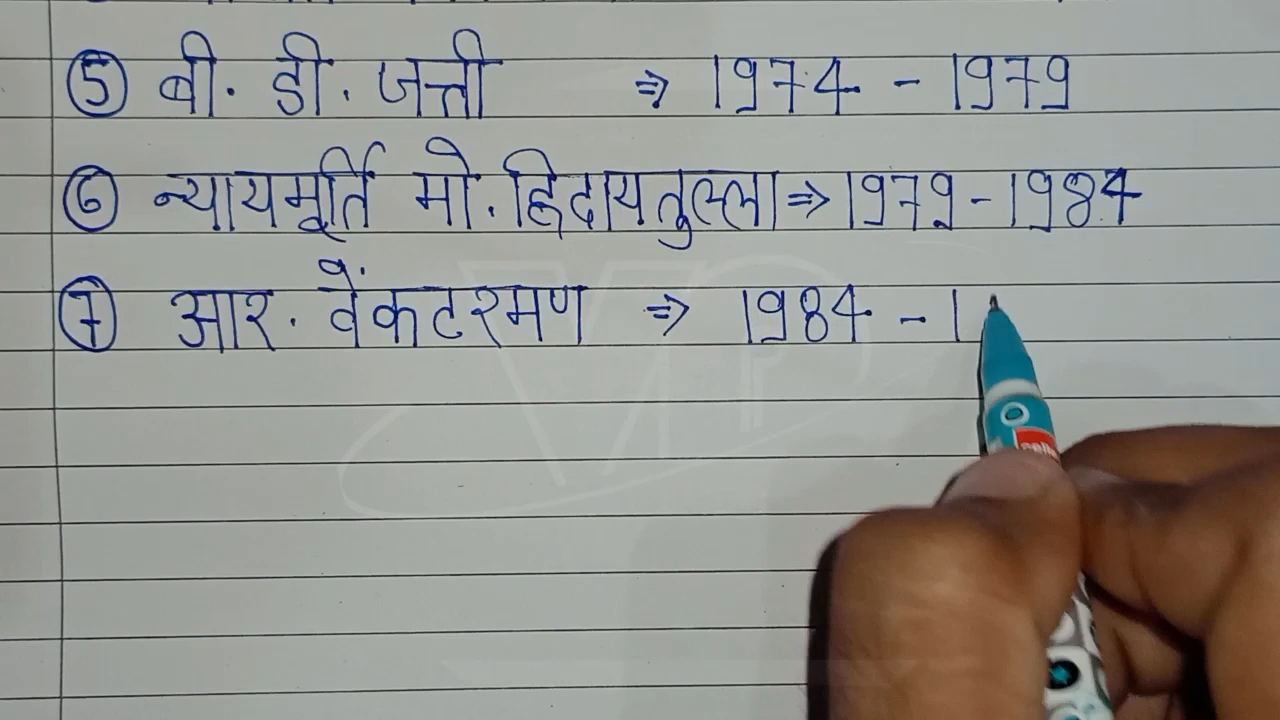 ⑤ बी. डी. जत्ती ⇒ 1974 - 1979
⑥ न्यायमूर्ति मो. हिदायतुल्ला ⇒ 1979 - 1984
⑦ आर. वेंकटरमण ⇒ 1984 - 1